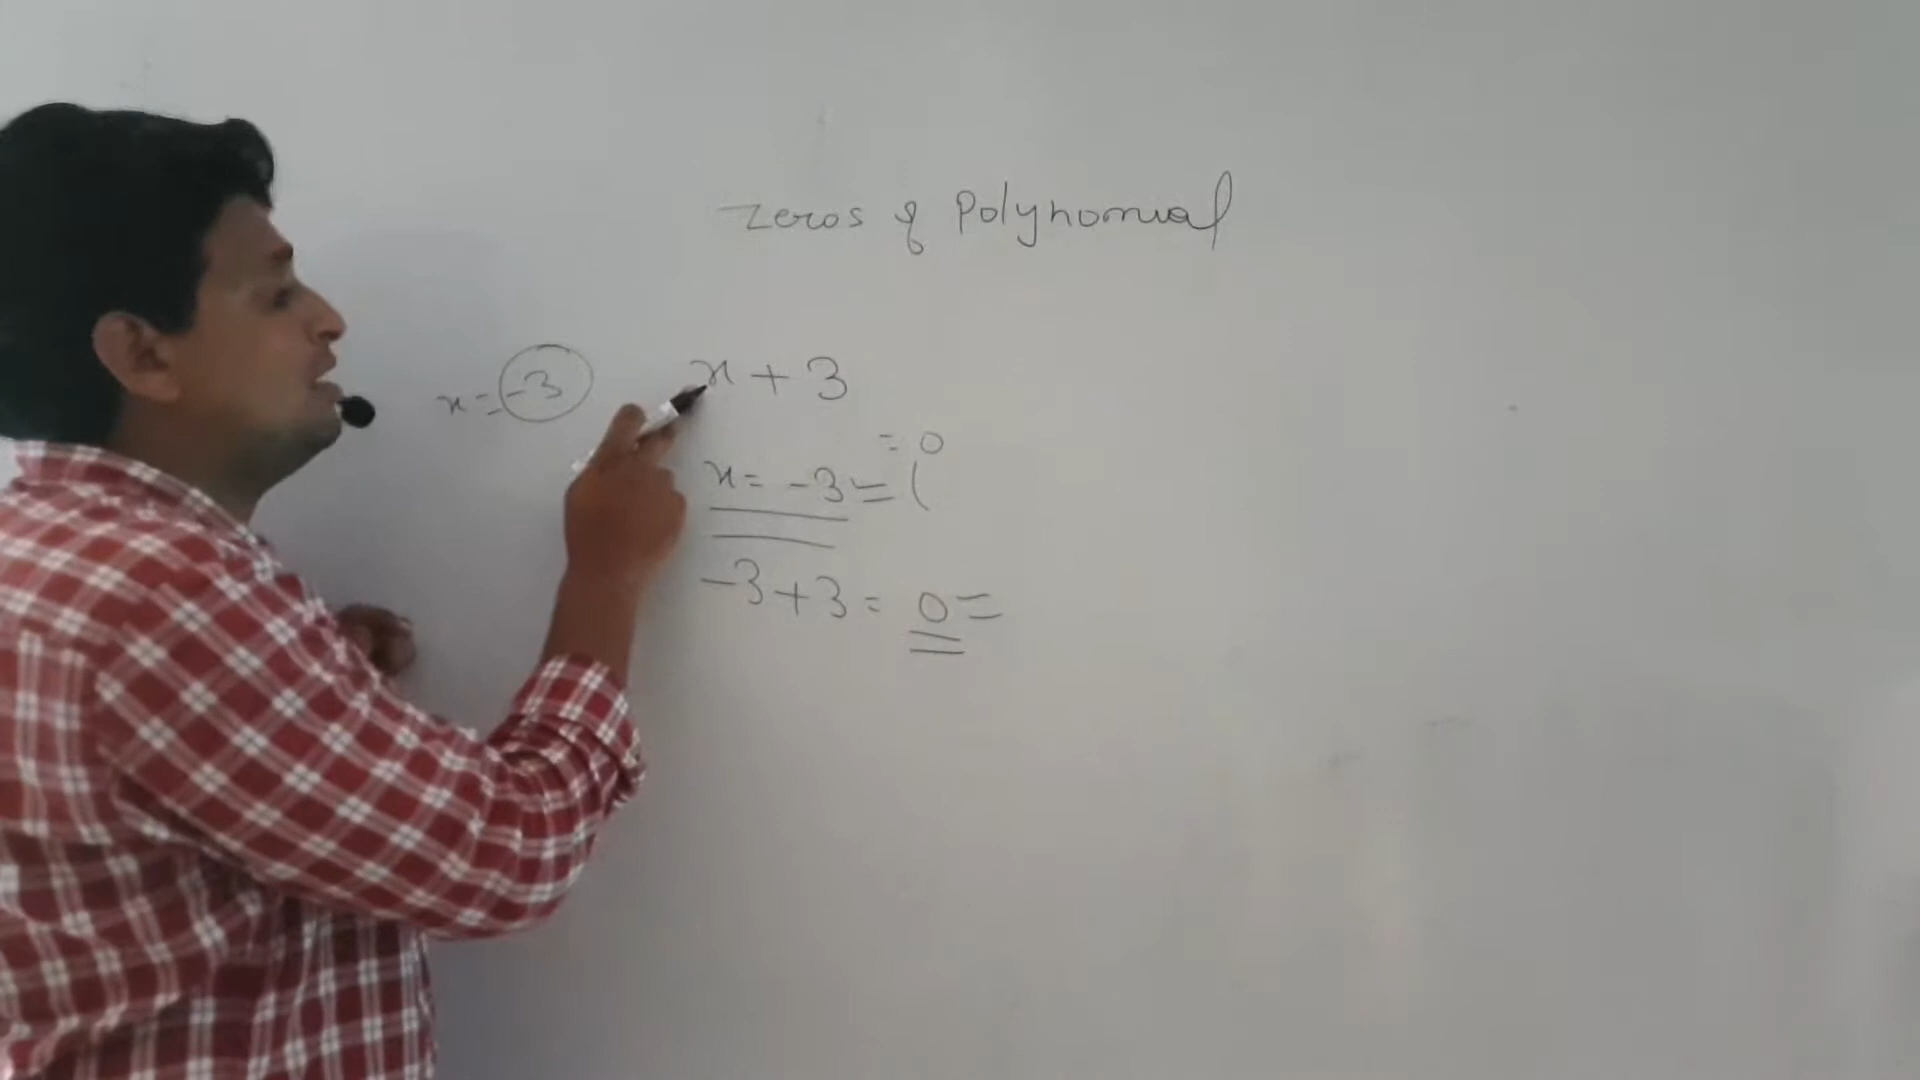 Zeros of Polynomial
x = -3
x + 3
= 0
x = -3 = (
-3 + 3 = 0 =